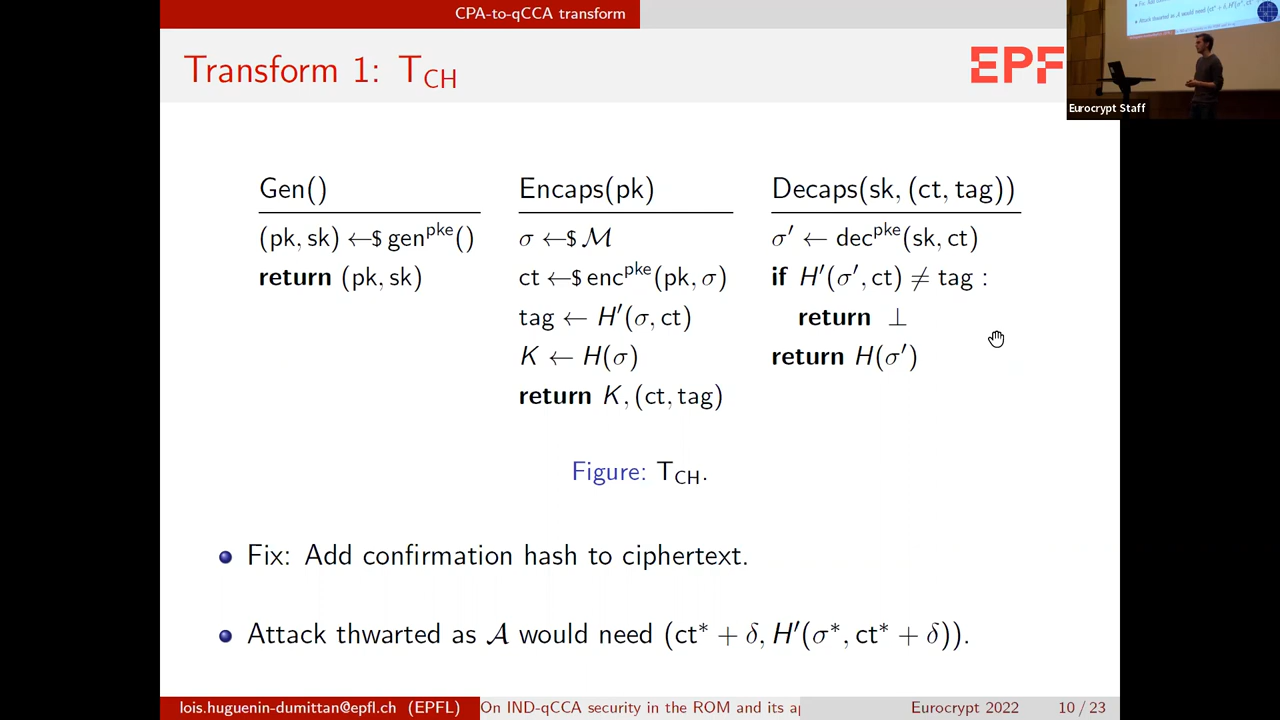 CPA-to-qCCA transform
Transform 1: T_CH
EPF
Eurocrypt Staff
Gen()
(pk, sk) ←$ gen^pke()
return (pk, sk)
Encaps(pk)
σ ←$ ℳ
ct ←$ enc^pke(pk, σ)
tag ← H′(σ, ct)
K ← H(σ)
return K, (ct, tag)
Decaps(sk, (ct, tag))
σ′ ← dec^pke(sk, ct)
if H′(σ′, ct) ≠ tag :
return ⊥
return H(σ′)
Figure: T_CH.
Fix: Add confirmation hash to ciphertext.
Attack thwarted as 𝒜 would need (ct* + δ, H′(σ*, ct* + δ)).
lois.huguenin-dumittan@epfl.ch (EPFL)
On IND-qCCA security in the ROM and its
Eurocrypt 2022
10 / 23